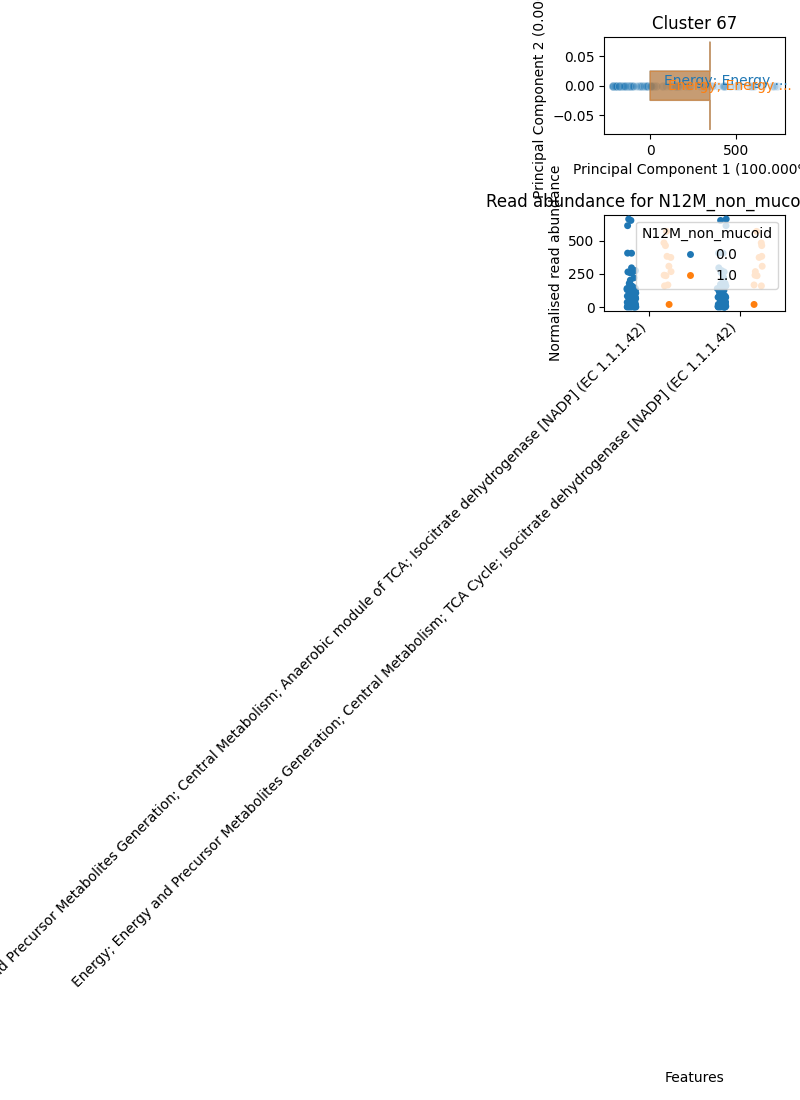 Cluster 67
Principal Component 2 (0.00
0.05
0.00
−0.05
Energy; Energy...
Energy; Energy...
0
500
Principal Component 1 (100.000%
Read abundance for N12M_non_muco
Normalised read abundance
500
250
0
N12M_non_mucoid
0.0
1.0
d Precursor Metabolites Generation; Central Metabolism; Anaerobic module of TCA; Isocitrate dehydrogenase [NADP] (EC 1.1.1.42)
Energy; Energy and Precursor Metabolites Generation; Central Metabolism; TCA Cycle; Isocitrate dehydrogenase [NADP] (EC 1.1.1.42)
Features